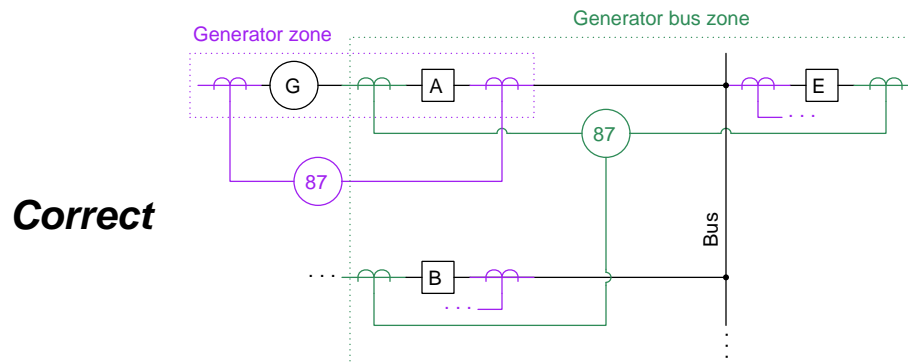 Generator bus zone
Generator zone
G
A
E
87
87
Correct
Bus
B